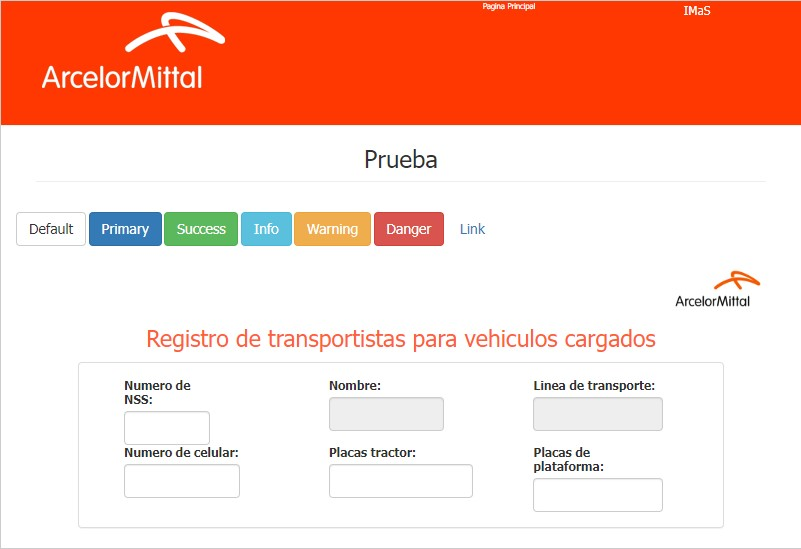 Pagina Principal
IMaS
ArcelorMittal
Prueba
Default Primary Success Info Warning Danger Link
ArcelorMittal
Registro de transportistas para vehiculos cargados
Numero de
NSS:
Nombre:
Linea de transporte:
Numero de celular:
Placas tractor:
Placas de
plataforma: